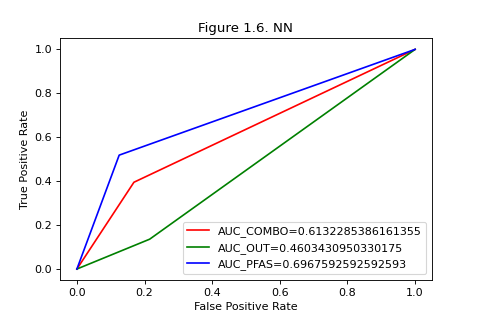 Figure 1.6. NN
True Positive Rate
1.0
0.8
0.6
0.4
0.2
0.0
AUC_COMBO=0.6132285386161355
AUC_OUT=0.4603430950330175
AUC_PFAS=0.6967592592592593
0.0 0.2 0.4 0.6 0.8 1.0
False Positive Rate